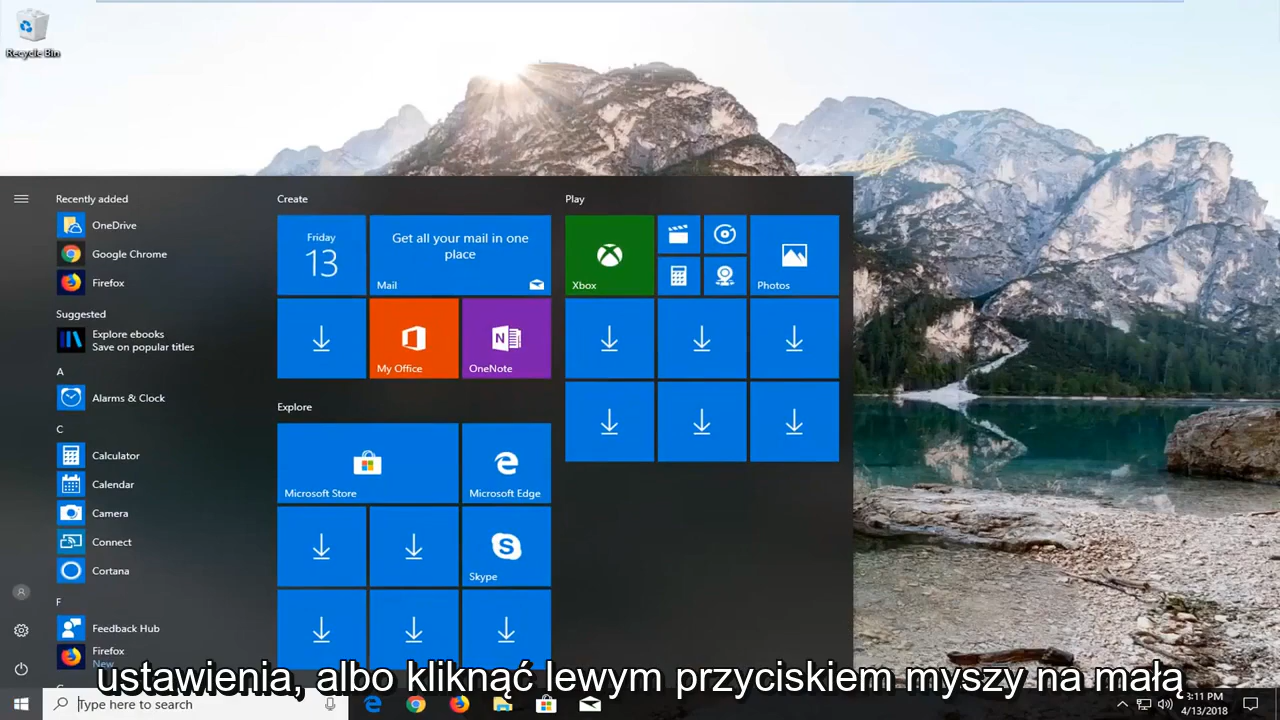 Recycle Bin
Recently added
OneDrive
Google Chrome
Firefox
Suggested
Explore ebooks
Save on popular titles
A
Alarms & Clock
C
Calculator
Calendar
Camera
Connect
Cortana
F
Feedback Hub
Firefox
New
Create
Friday
13
Get all your mail in one
place
Mail
My Office
OneNote
Explore
Microsoft Store
Microsoft Edge
Skype
Play
Xbox
Photos
ustawienia, albo kliknąć lewym przyciskiem myszy na małą
Type here to search
3:11 PM
4/13/2018